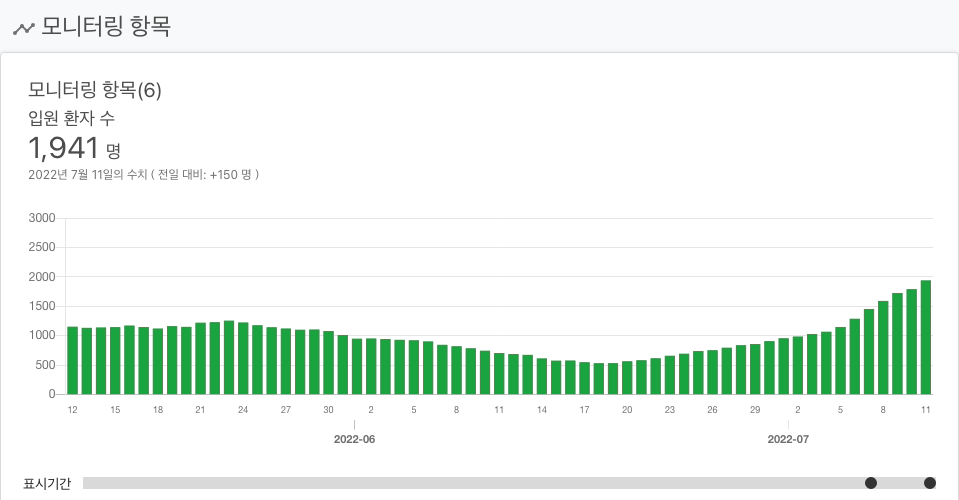 모니터링 항목
모니터링 항목(6)
입원 환자 수
1,941 명
2022년 7월 11일의 수치 ( 전일 대비: +150 명 )
3000
2500
2000
1500
1000
500
0
12 15 18 21 24 27 30 2 5 8 11 14 17 20 23 26 29 2 5 8 11
2022-06 2022-07
표시기간